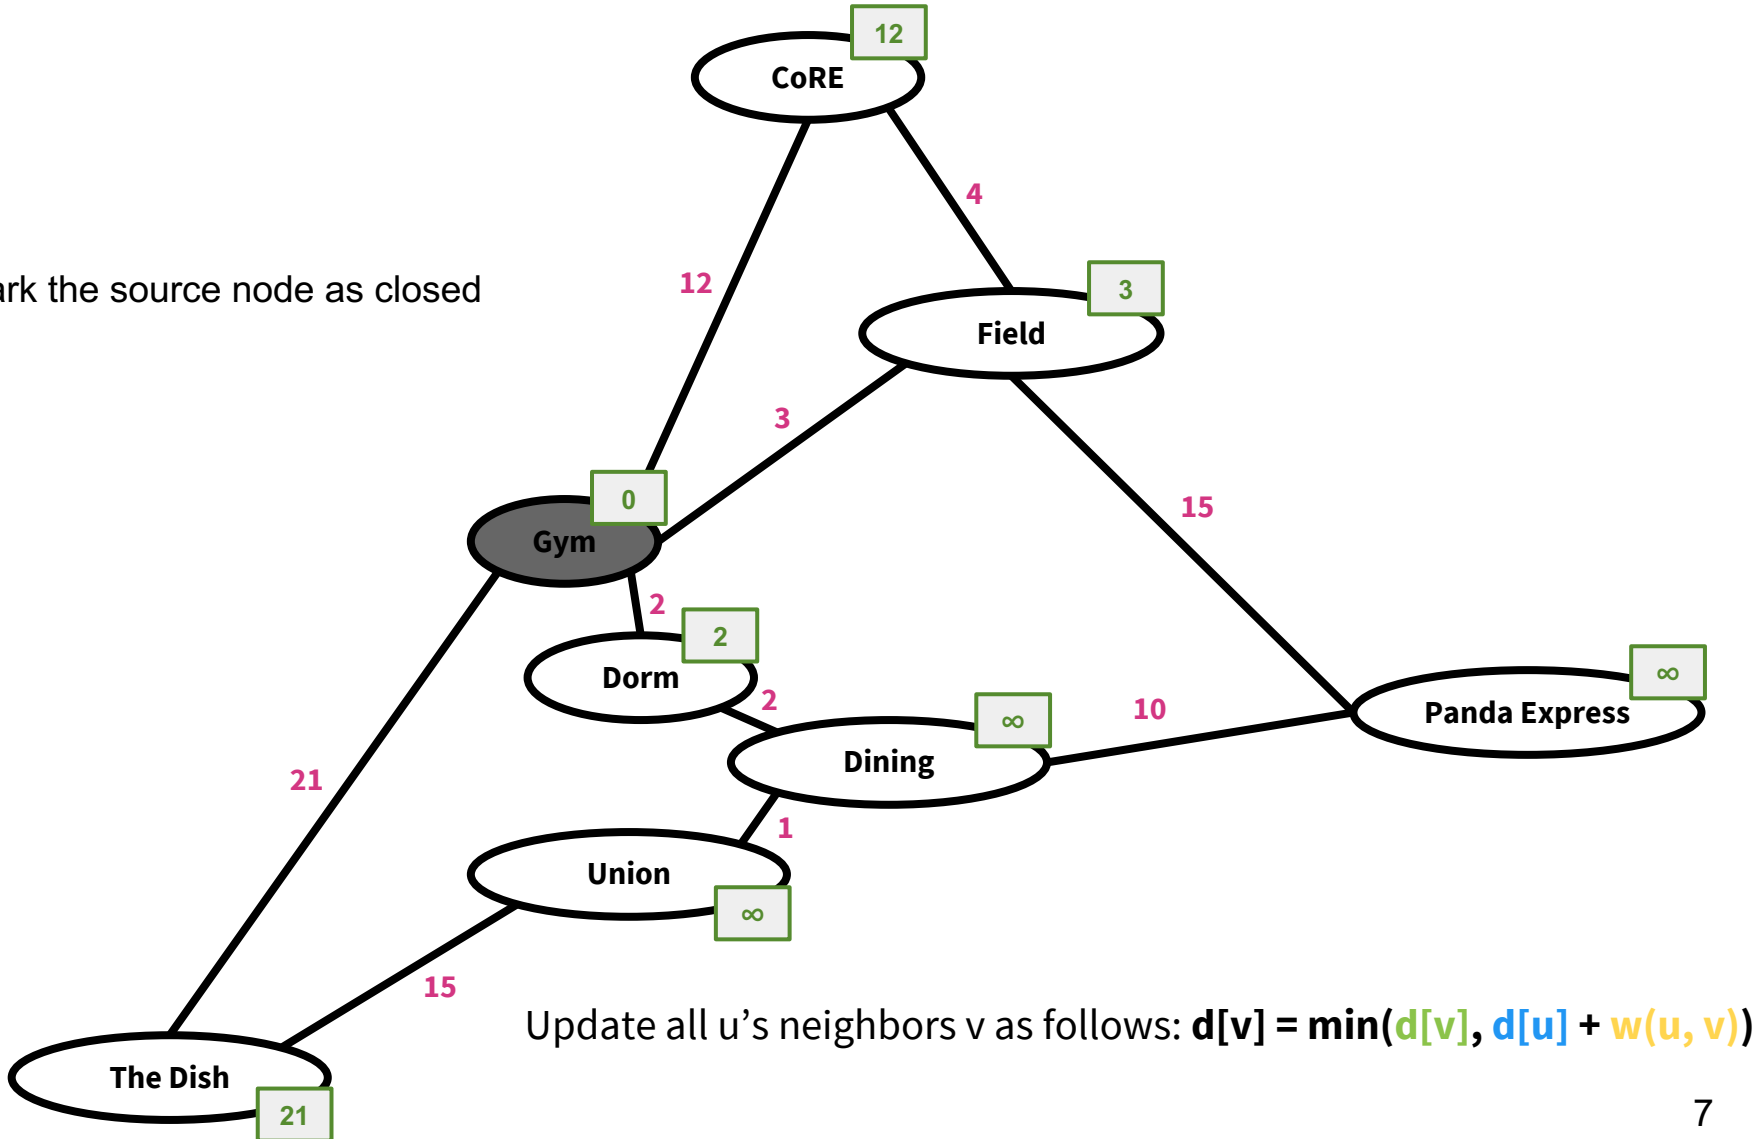 12
CoRE
4
ark the source node as closed
12
3
Field
3
15
0
Gym
2
2
Dorm
2
∞
10
∞
Panda Express
Dining
21
1
Union
∞
15
Update all u's neighbors v as follows: d[v] = min(d[v], d[u] + w(u, v))
The Dish
21
7